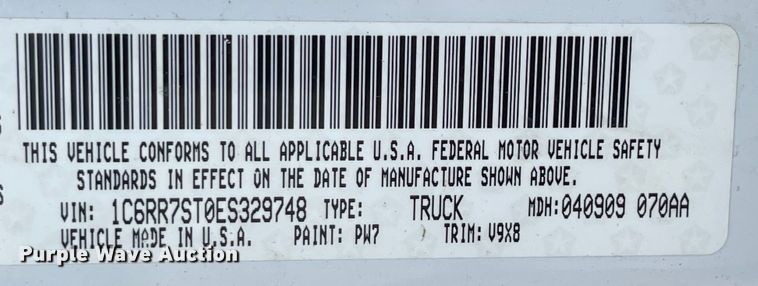 THIS VEHICLE CONFORMS TO ALL APPLICABLE U.S.A. FEDERAL MOTOR VEHICLE SAFETY
STANDARDS IN EFFECT ON THE DATE OF MANUFACTURE SHOWN ABOVE.
VIN: 1C6RR7ST0ES329748 TYPE: TRUCK MDH:040909 070AA
VEHICLE MADE IN U.S.A. PAINT: PW7 TRIM: V9X8
Purple Wave Auction